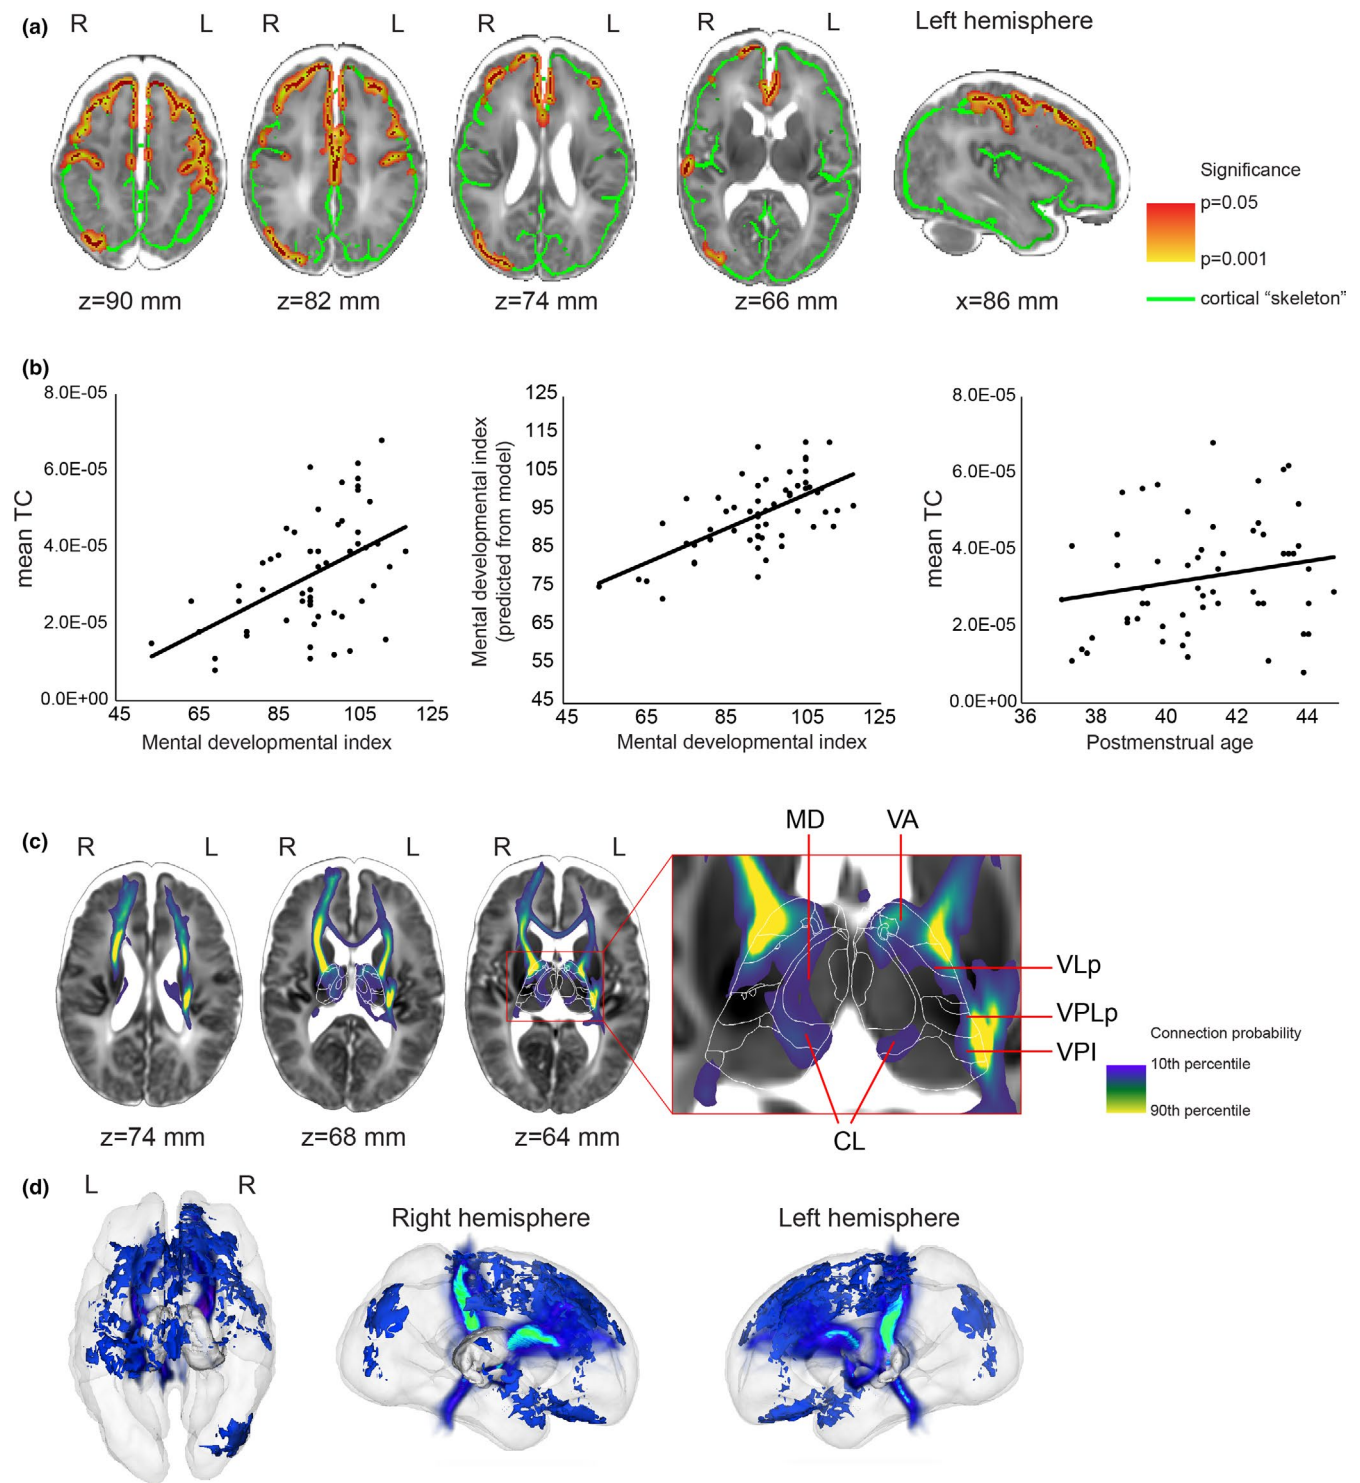 (a)
R L R L R L R L Left hemisphere
Significance
p=0.05
p=0.001
cortical “skeleton”
z=90 mm z=82 mm z=74 mm z=66 mm x=86 mm
(b)
mean TC
8.0E-05
6.0E-05
4.0E-05
2.0E-05
0.0E+00
45 65 85 105 125
Mental developmental index
Mental developmental index
(predicted from model)
125
115
105
95
85
75
65
55
45
45 65 85 105 125
Mental developmental index
mean TC
8.0E-05
6.0E-05
4.0E-05
2.0E-05
0.0E+00
36 38 40 42 44
Postmenstrual age
(c)
R L R L R L
MD VA
VLp
VPLp
VPI
CL
Connection probability
10th percentile
90th percentile
z=74 mm z=68 mm z=64 mm
(d)
L R
Right hemisphere Left hemisphere